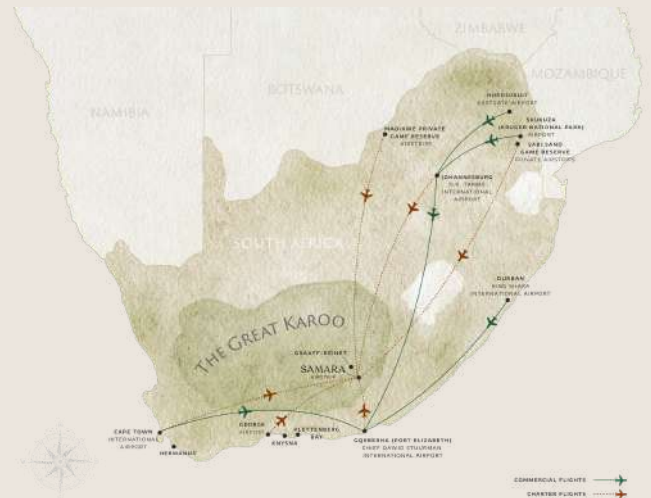 ZIMBABWE
MOZAMBIQUE
BOTSWANA
NAMIBIA
HOEDSPRUIT
EASTGATE AIRPORT
SKUKUZA
(KRUGER NATIONAL PARK)
AIRPORT
SABI SAND
GAME RESERVE
MADIKWE PRIVATE
GAME RESERVE
AIRSTRIPS
JOHANNESBURG
O.R. TAMBO
INTERNATIONAL
AIRPORT
SOUTH AFRICA
DURBAN
KING SHAKA
INTERNATIONAL AIRPORT
THE GREAT KAROO
GRAAFF-REINET
SAMARA
AIRSTRIP
CAPE TOWN
INTERNATIONAL
AIRPORT
HERMANUS
GEORGE
AIRPORT
KNYSNA
PLETTENBERG
BAY
GQEBERHA (PORT ELIZABETH)
CHIEF DAWID STUURMAN
INTERNATIONAL AIRPORT
COMMERCIAL FLIGHTS
CHARTER FLIGHTS